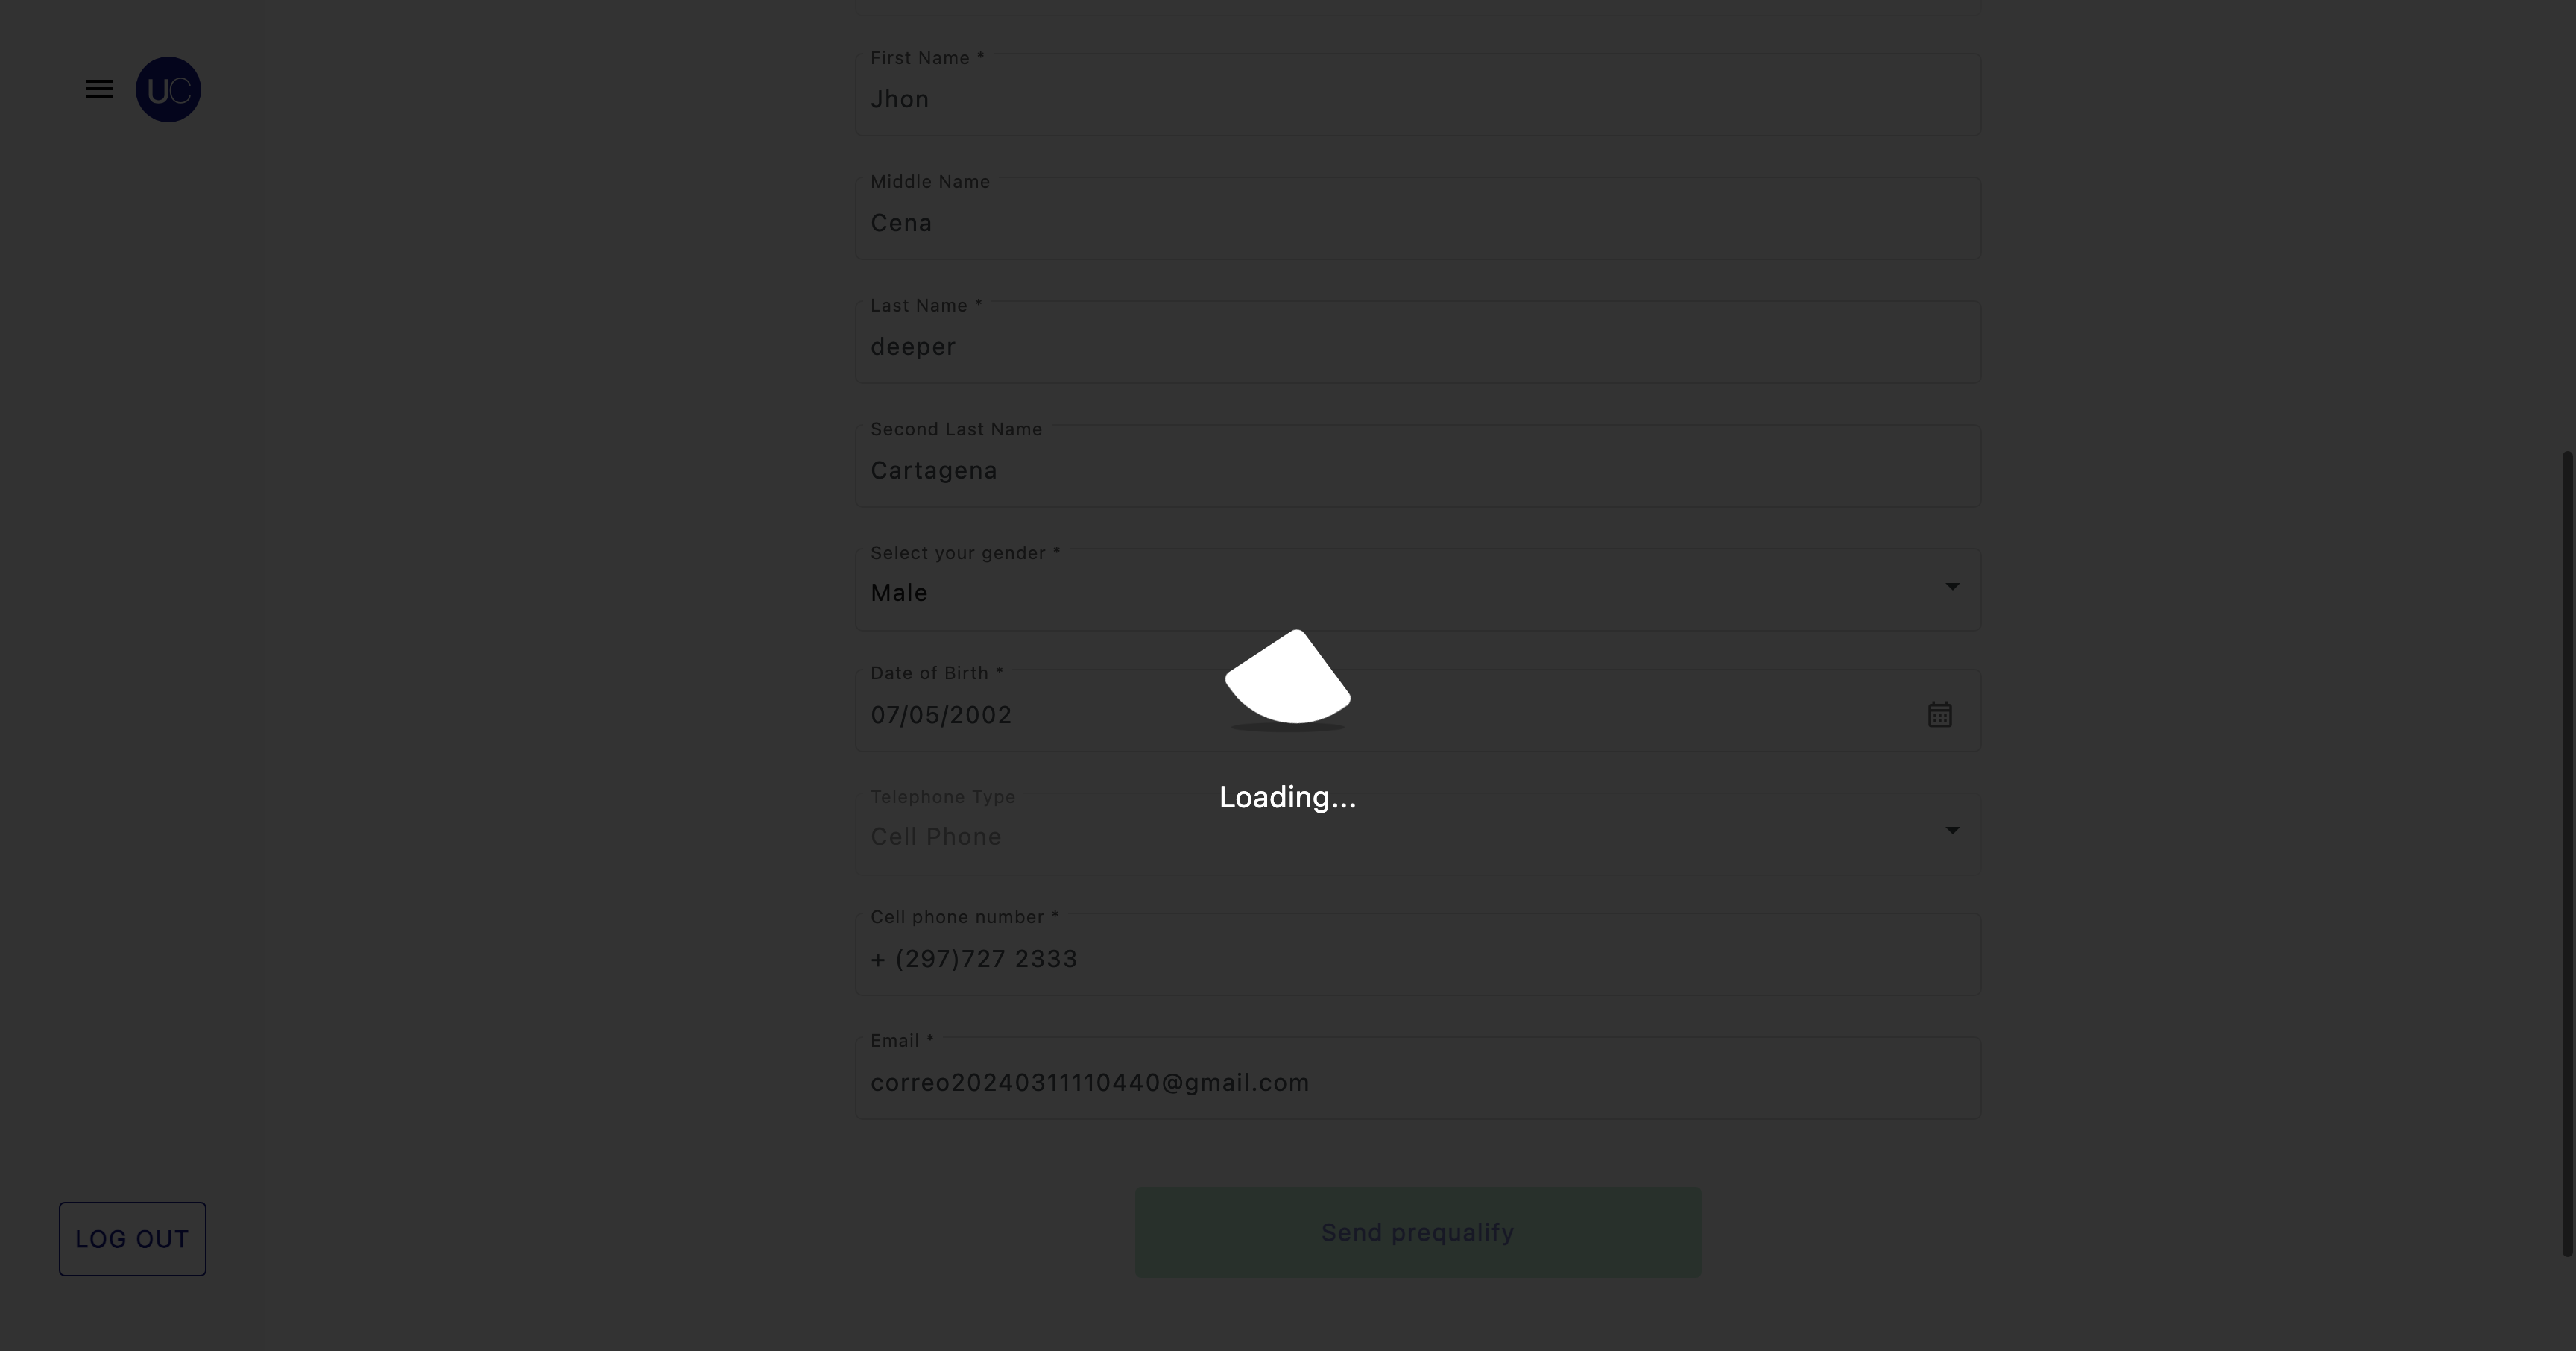 UC
First Name *
Jhon
Middle Name
Cena
Last Name *
deeper
Second Last Name
Cartagena
Select your gender *
Male
Date of Birth *
07/05/2002
Telephone Type
Loading...
Cell Phone
Cell phone number *
+ (297)727 2333
Email *
correo20240311110440@gmail.com
Send prequalify
LOG OUT